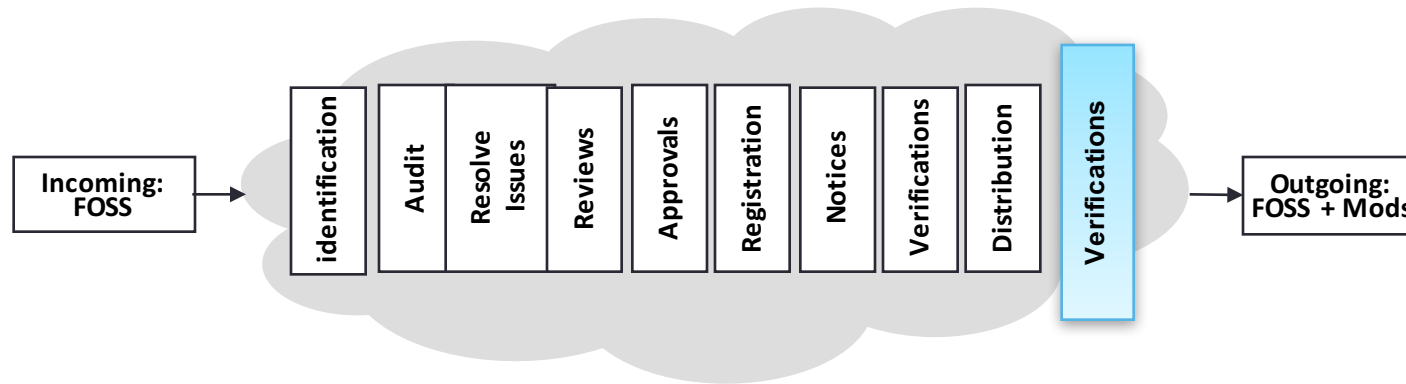 Incoming:
FOSS
identification
Audit
Resolve
Issues
Reviews
Approvals
Registration
Notices
Verifications
Distribution
Verifications
Outgoing:
FOSS + Mods